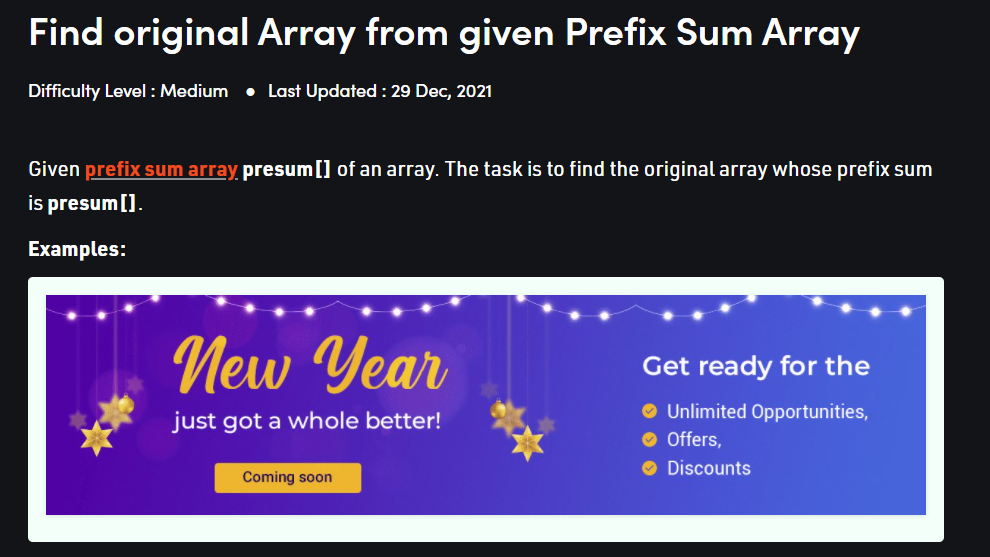 Find original Array from given Prefix Sum Array
Difficulty Level : Medium ● Last Updated : 29 Dec, 2021
Given prefix sum array presum[] of an array. The task is to find the original array whose prefix sum
is presum[].
Examples:
New Year
just got a whole better!
Coming soon
Get ready for the
Unlimited Opportunities,
Offers,
Discounts